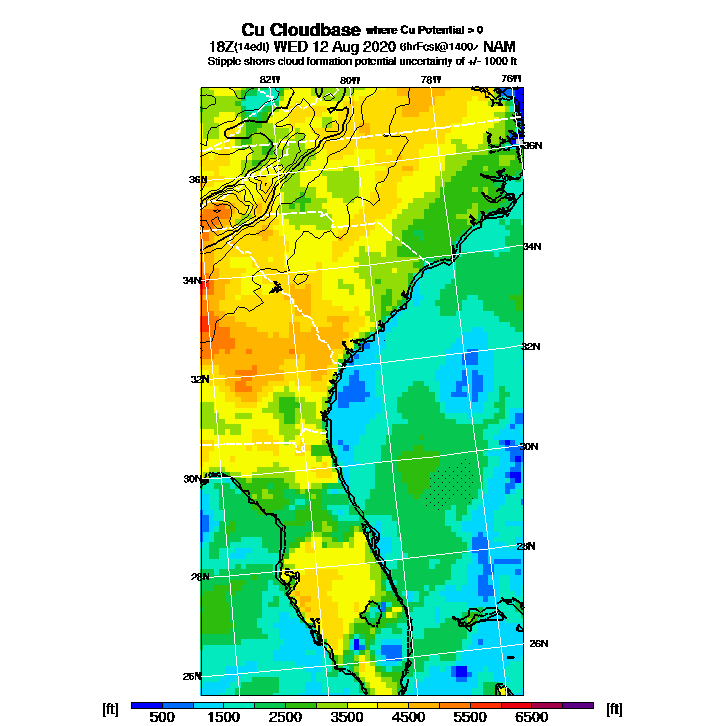 Cu Cloudbase where Cu Potential > 0
18Z(14edt) WED 12 Aug 2020 6hrFcst@1400z NAM
Stipple shows cloud formation potential uncertainty of +/- 1000 ft
82W 80W 78W 76W
36N
36N
34N
34N
32N
32N
30N
30N
28N
28N
26N
26N
[ft] [ft]
500 1500 2500 3500 4500 5500 6500